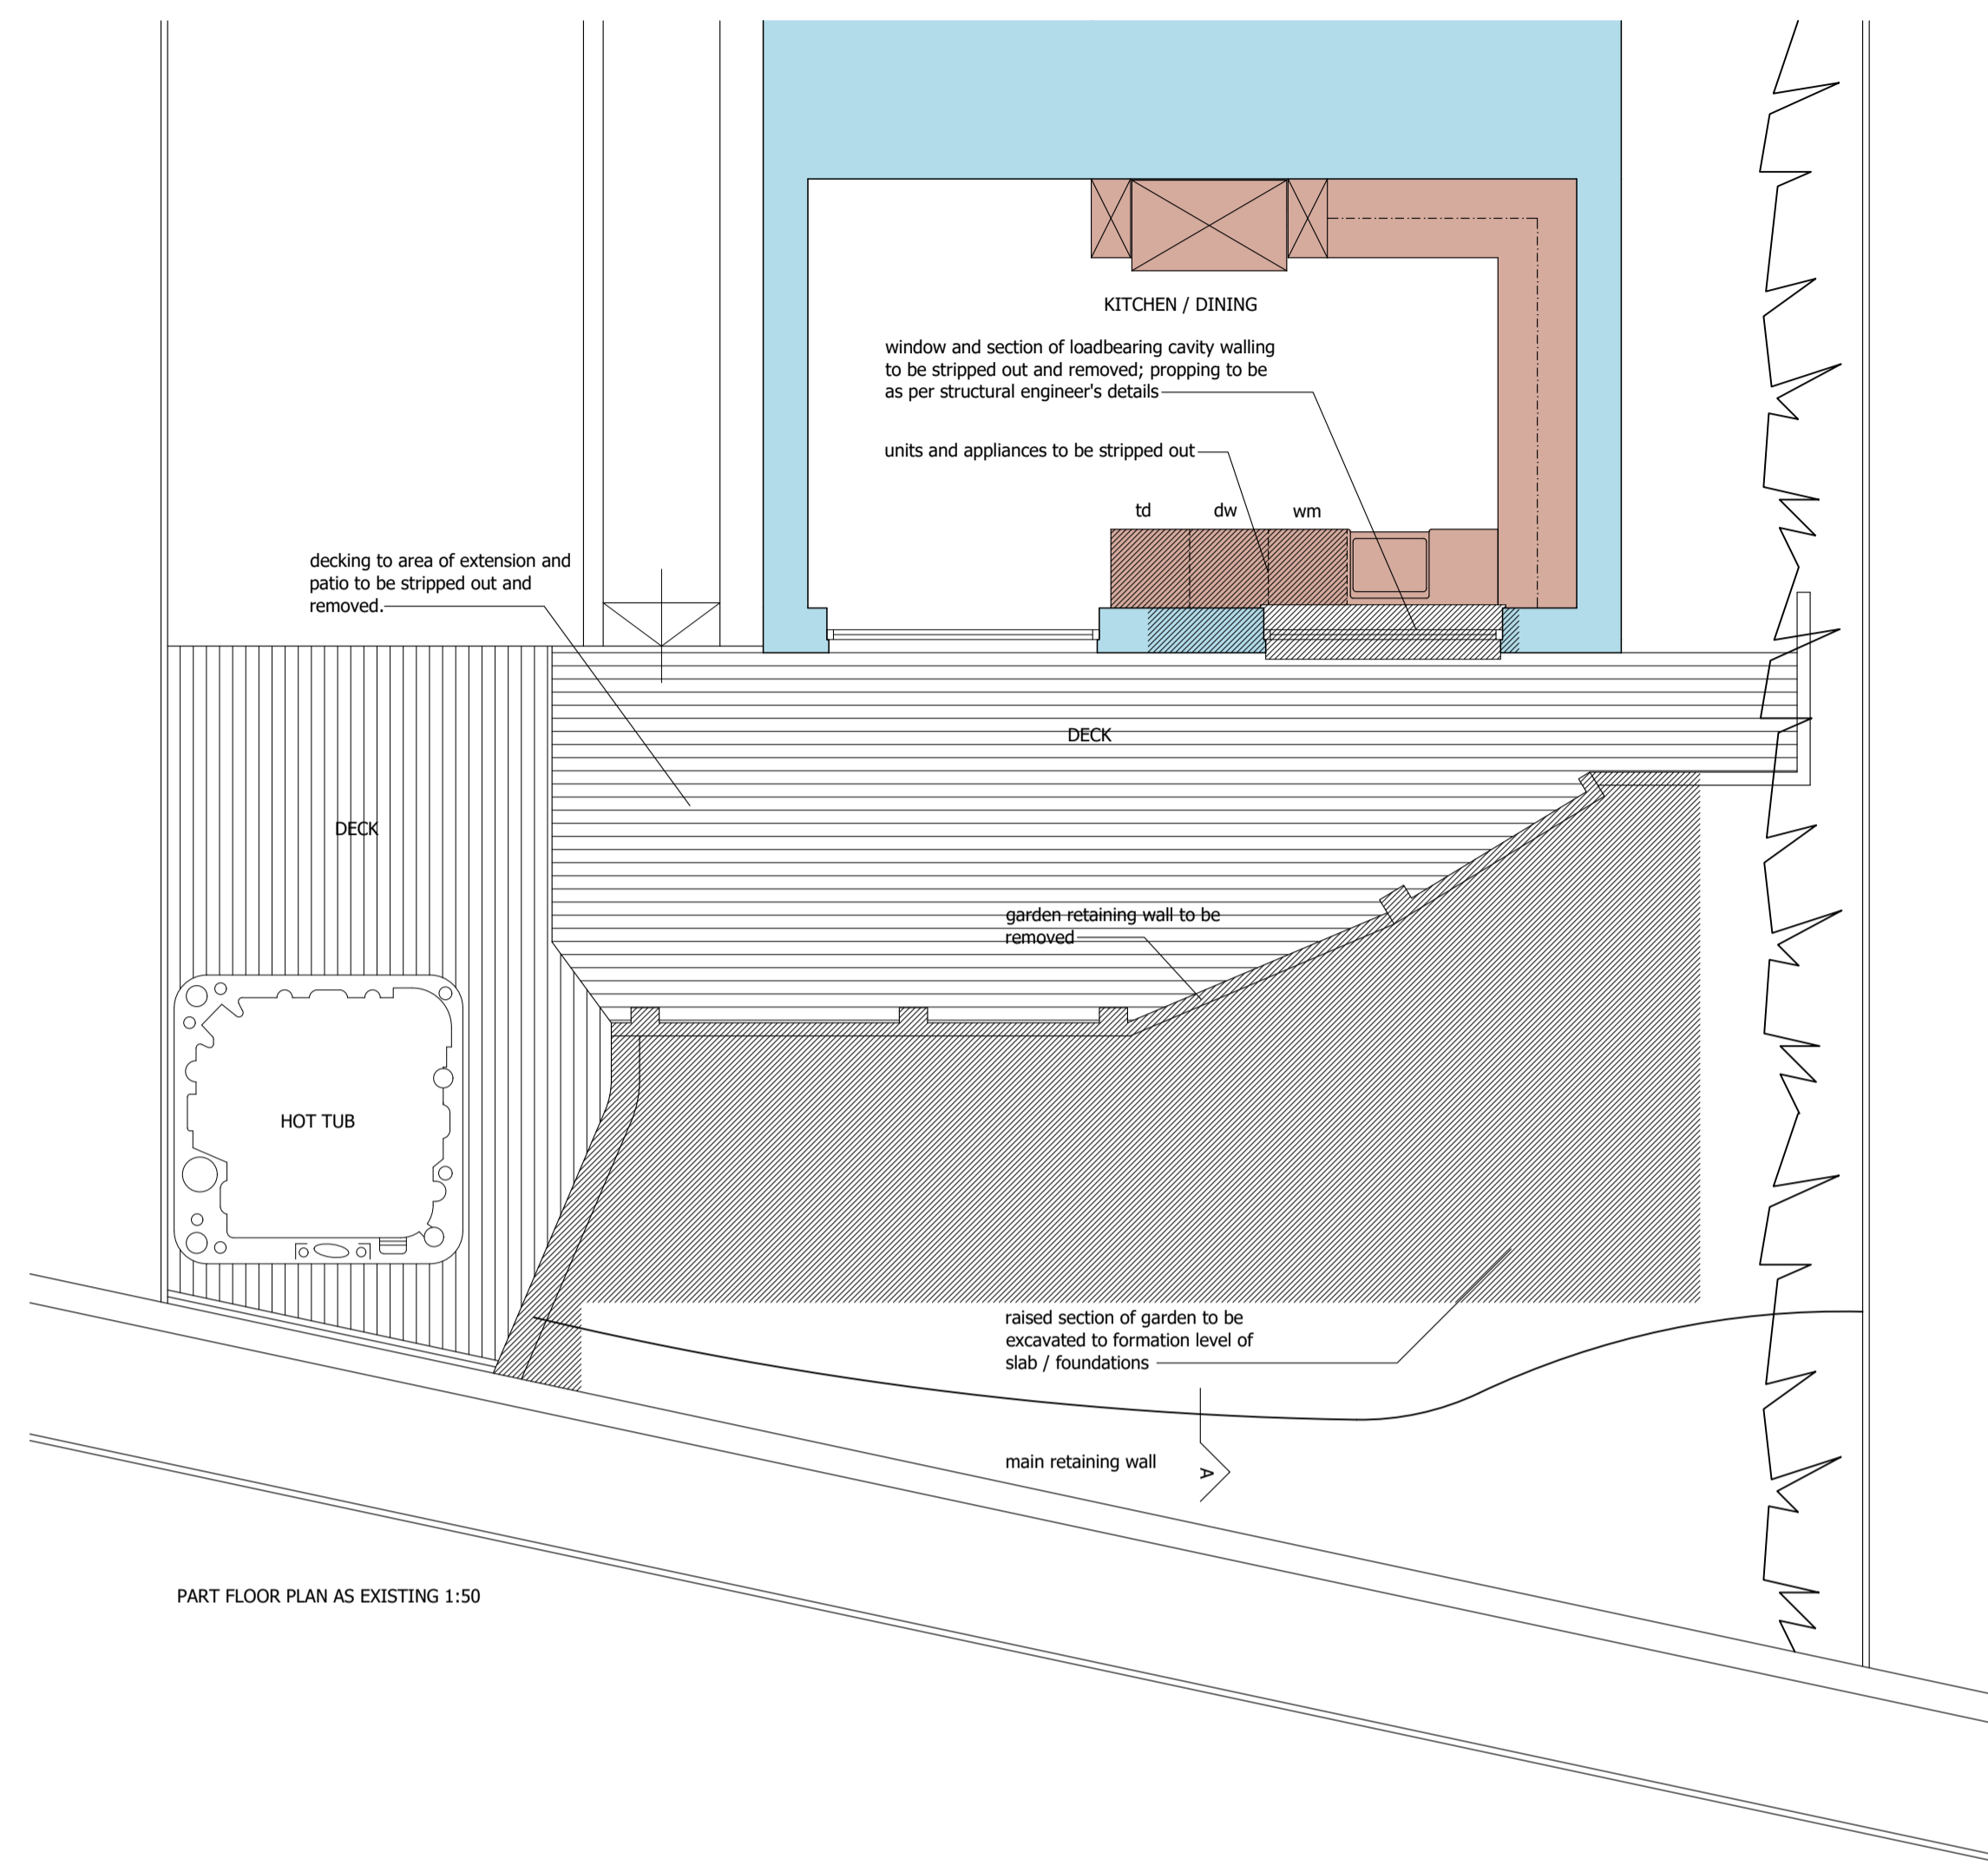 KITCHEN / DINING
window and section of loadbearing cavity walling
to be stripped out and removed; propping to be
as per structural engineer's details
units and appliances to be stripped out
td dw wm
decking to area of extension and
patio to be stripped out and
removed.
DECK
DECK
garden retaining wall to be
removed
HOT TUB
raised section of garden to be
excavated to formation level of
slab / foundations
main retaining wall
A
PART FLOOR PLAN AS EXISTING 1:50